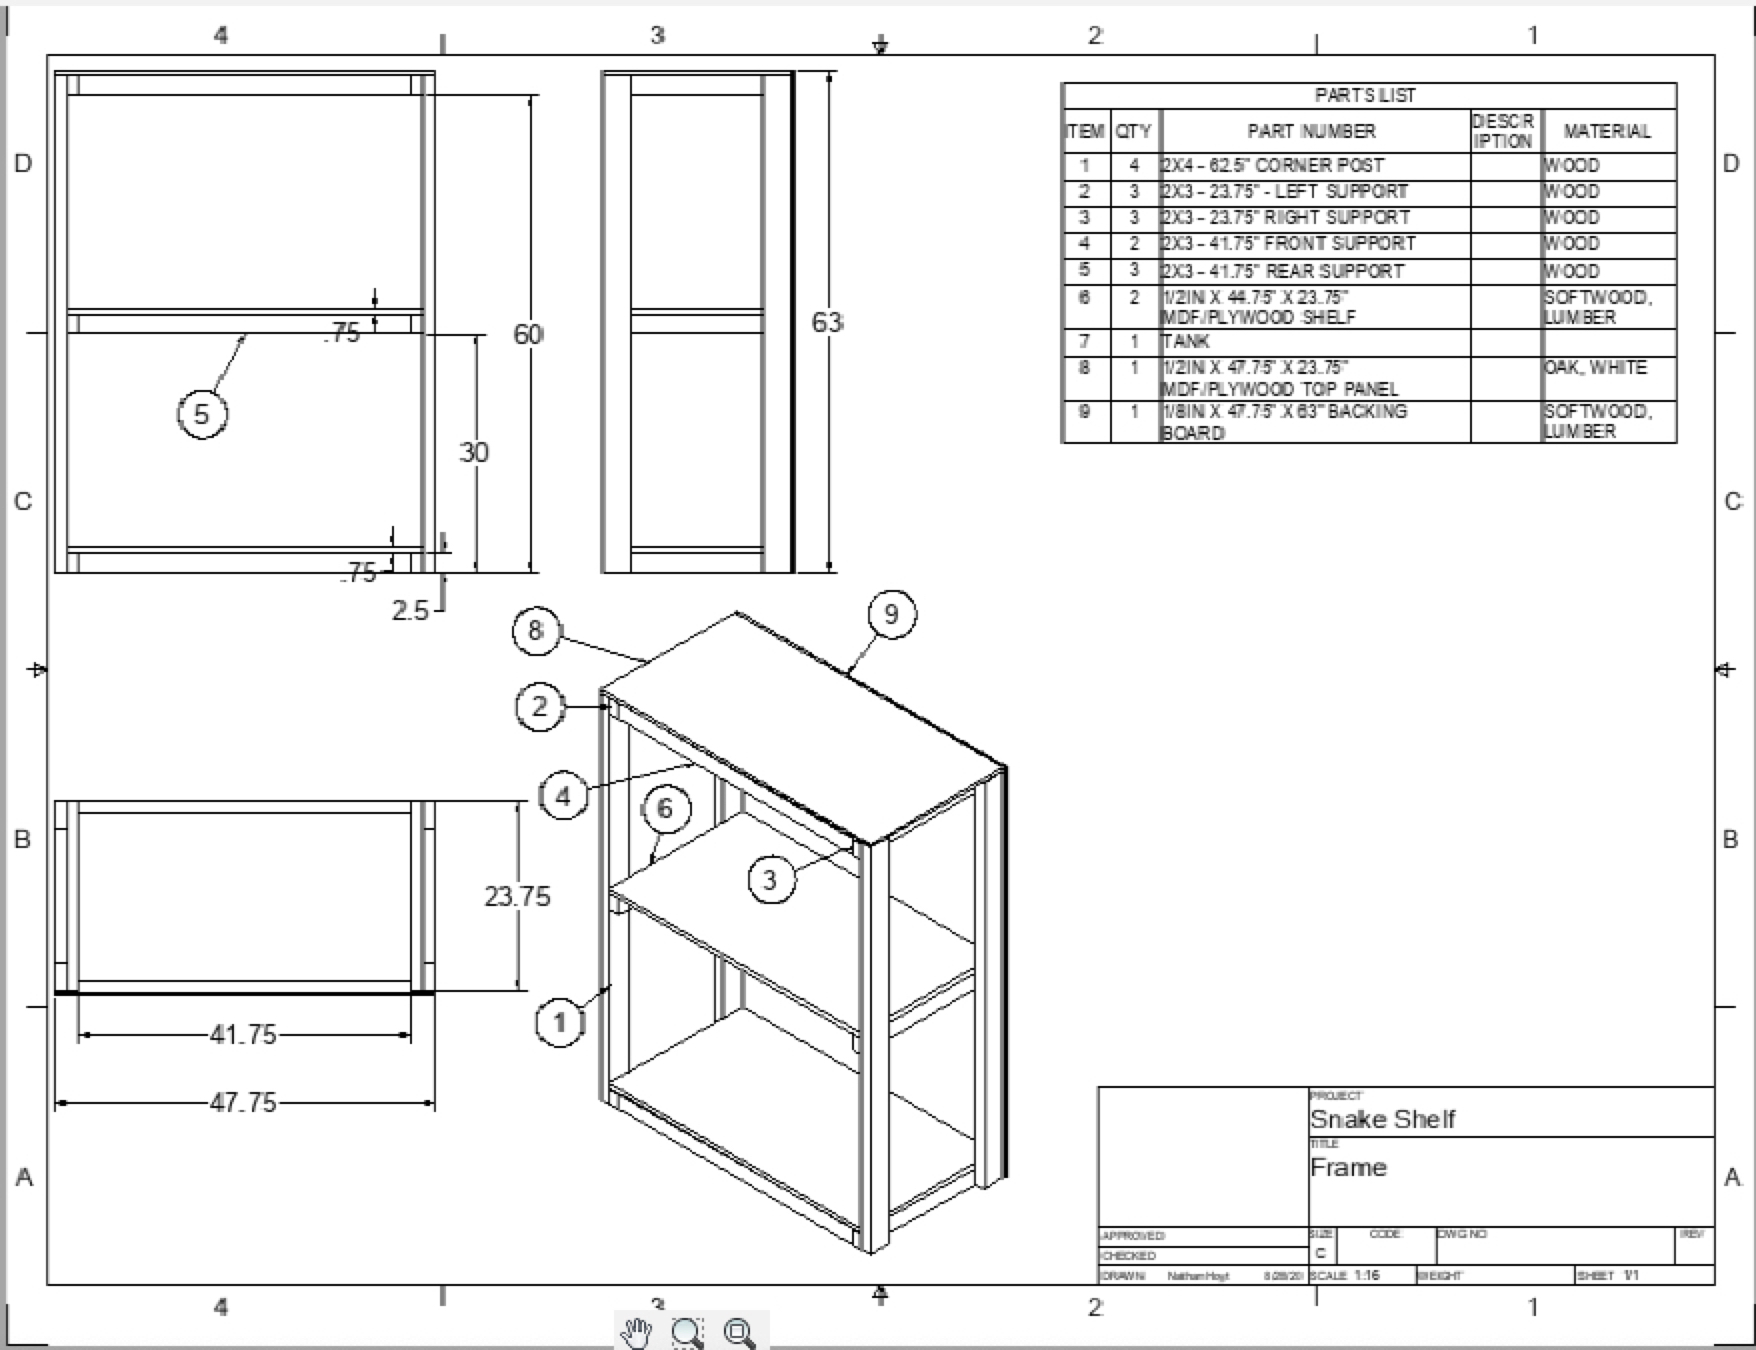 4 3 2 1
D D
C C
B B
A A
4 3 2 1
.75
60
5
30
.75
2.5
63
PARTS LIST
ITEM QTY PART NUMBER DESCRIPTION MATERIAL
1 4 2X4 - 62.5" CORNER POST WOOD
2 3 2X3 - 23.75" - LEFT SUPPORT WOOD
3 3 2X3 - 23.75" RIGHT SUPPORT WOOD
4 2 2X3 - 41.75" FRONT SUPPORT WOOD
5 3 2X3 - 41.75" REAR SUPPORT WOOD
6 2 1/2IN X 44.75" X 23.75" SOFTWOOD,
MDF/PLYWOOD SHELF LUMBER
7 1 TANK
8 1 1/2IN X 47.75" X 23.75" OAK, WHITE
MDF/PLYWOOD TOP PANEL
9 1 1/8IN X 47.75" X 63" BACKING SOFTWOOD,
BOARD LUMBER
8
9
2
4
6
3
1
23.75
41.75
47.75
PROJECT
Snake Shelf
TITLE
Frame
APPROVED SIZE CODE DWG NO REV
CHECKED C
DRAWN Nathan Hoyt SCALE 1:16 WEIGHT SHEET 1/1